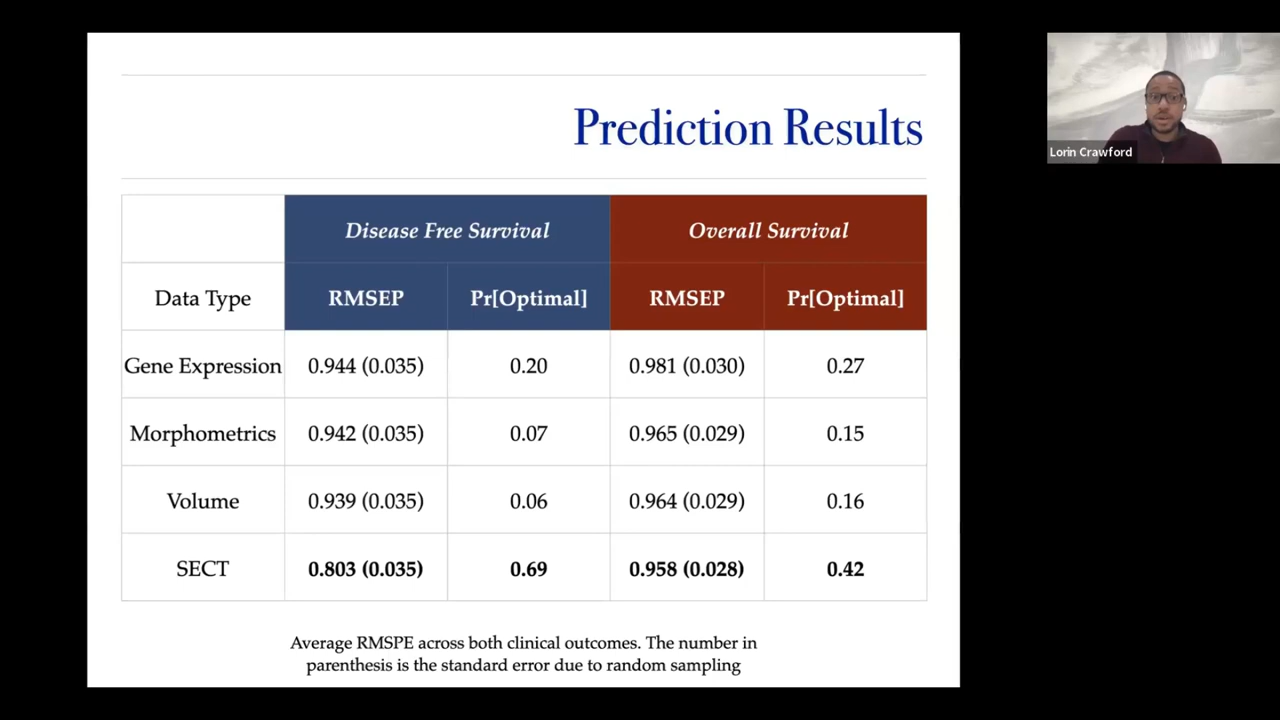 Prediction Results
Disease Free Survival Overall Survival
Data Type RMSEP Pr[Optimal] RMSEP Pr[Optimal]
Gene Expression 0.944 (0.035) 0.20 0.981 (0.030) 0.27
Morphometrics 0.942 (0.035) 0.07 0.965 (0.029) 0.15
Volume 0.939 (0.035) 0.06 0.964 (0.029) 0.16
SECT 0.803 (0.035) 0.69 0.958 (0.028) 0.42
Average RMSPE across both clinical outcomes. The number in
parenthesis is the standard error due to random sampling
Lorin Crawford